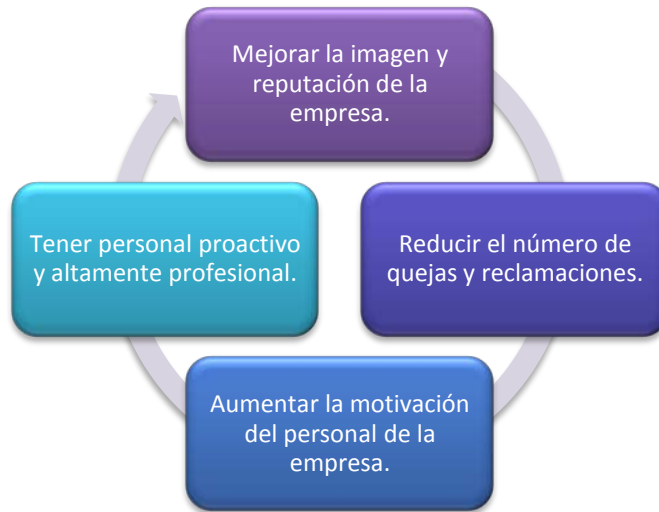 Mejorar la imagen y
reputación de la
empresa.
Reducir el número de
quejas y reclamaciones.
Aumentar la motivación
del personal de la
empresa.
Tener personal proactivo
y altamente profesional.